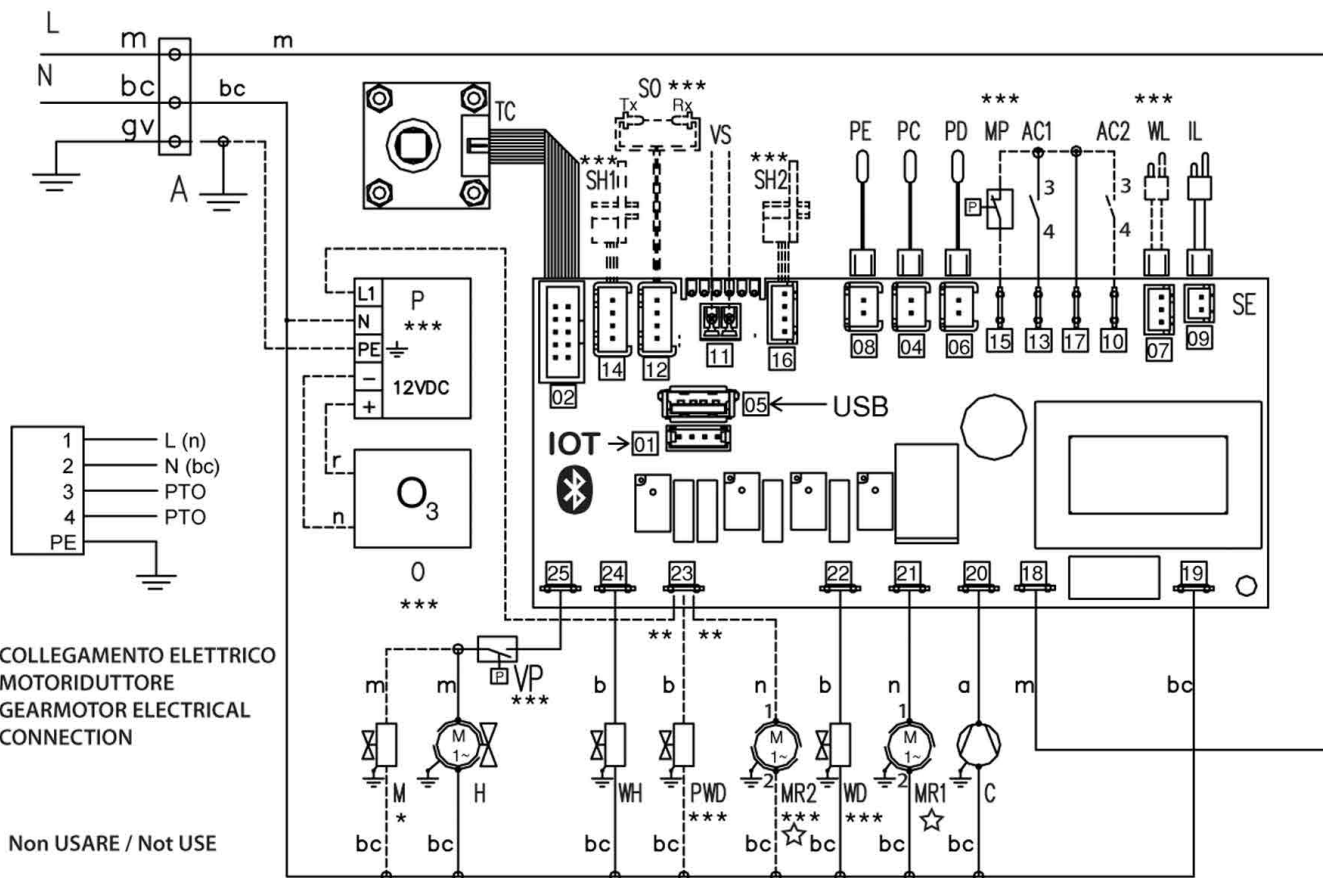 L m m
N bc bc
gv
A
TC
SO ***
Tx Rx
VS
*** SH1
*** SH2
PE PC PD MP AC1 AC2 WL IL
*** ***
P
3 3
4 4
SE
L1 P
N ***
PE
- 12VDC
+
02 14 12 11 16 08 04 06 15 13 17 10 07 09
05 USB
IOT 01
1 L (n)
2 N (bc)
3 PTO
4 PTO
PE
r
n
O3
O
***
25 24 23 22 21 20 18 19
** **
COLLEGAMENTO ELETTRICO
MOTORIDUTTORE
GEARMOTOR ELECTRICAL
CONNECTION
P VP
***
m m b b n b n a m bc
1 1
M M M
1~ 1~ 1~
2 2
M H WH PWD MR2 WD MR1 C
* *** *** ***
bc bc bc bc bc bc bc bc
Non USARE / Not USE